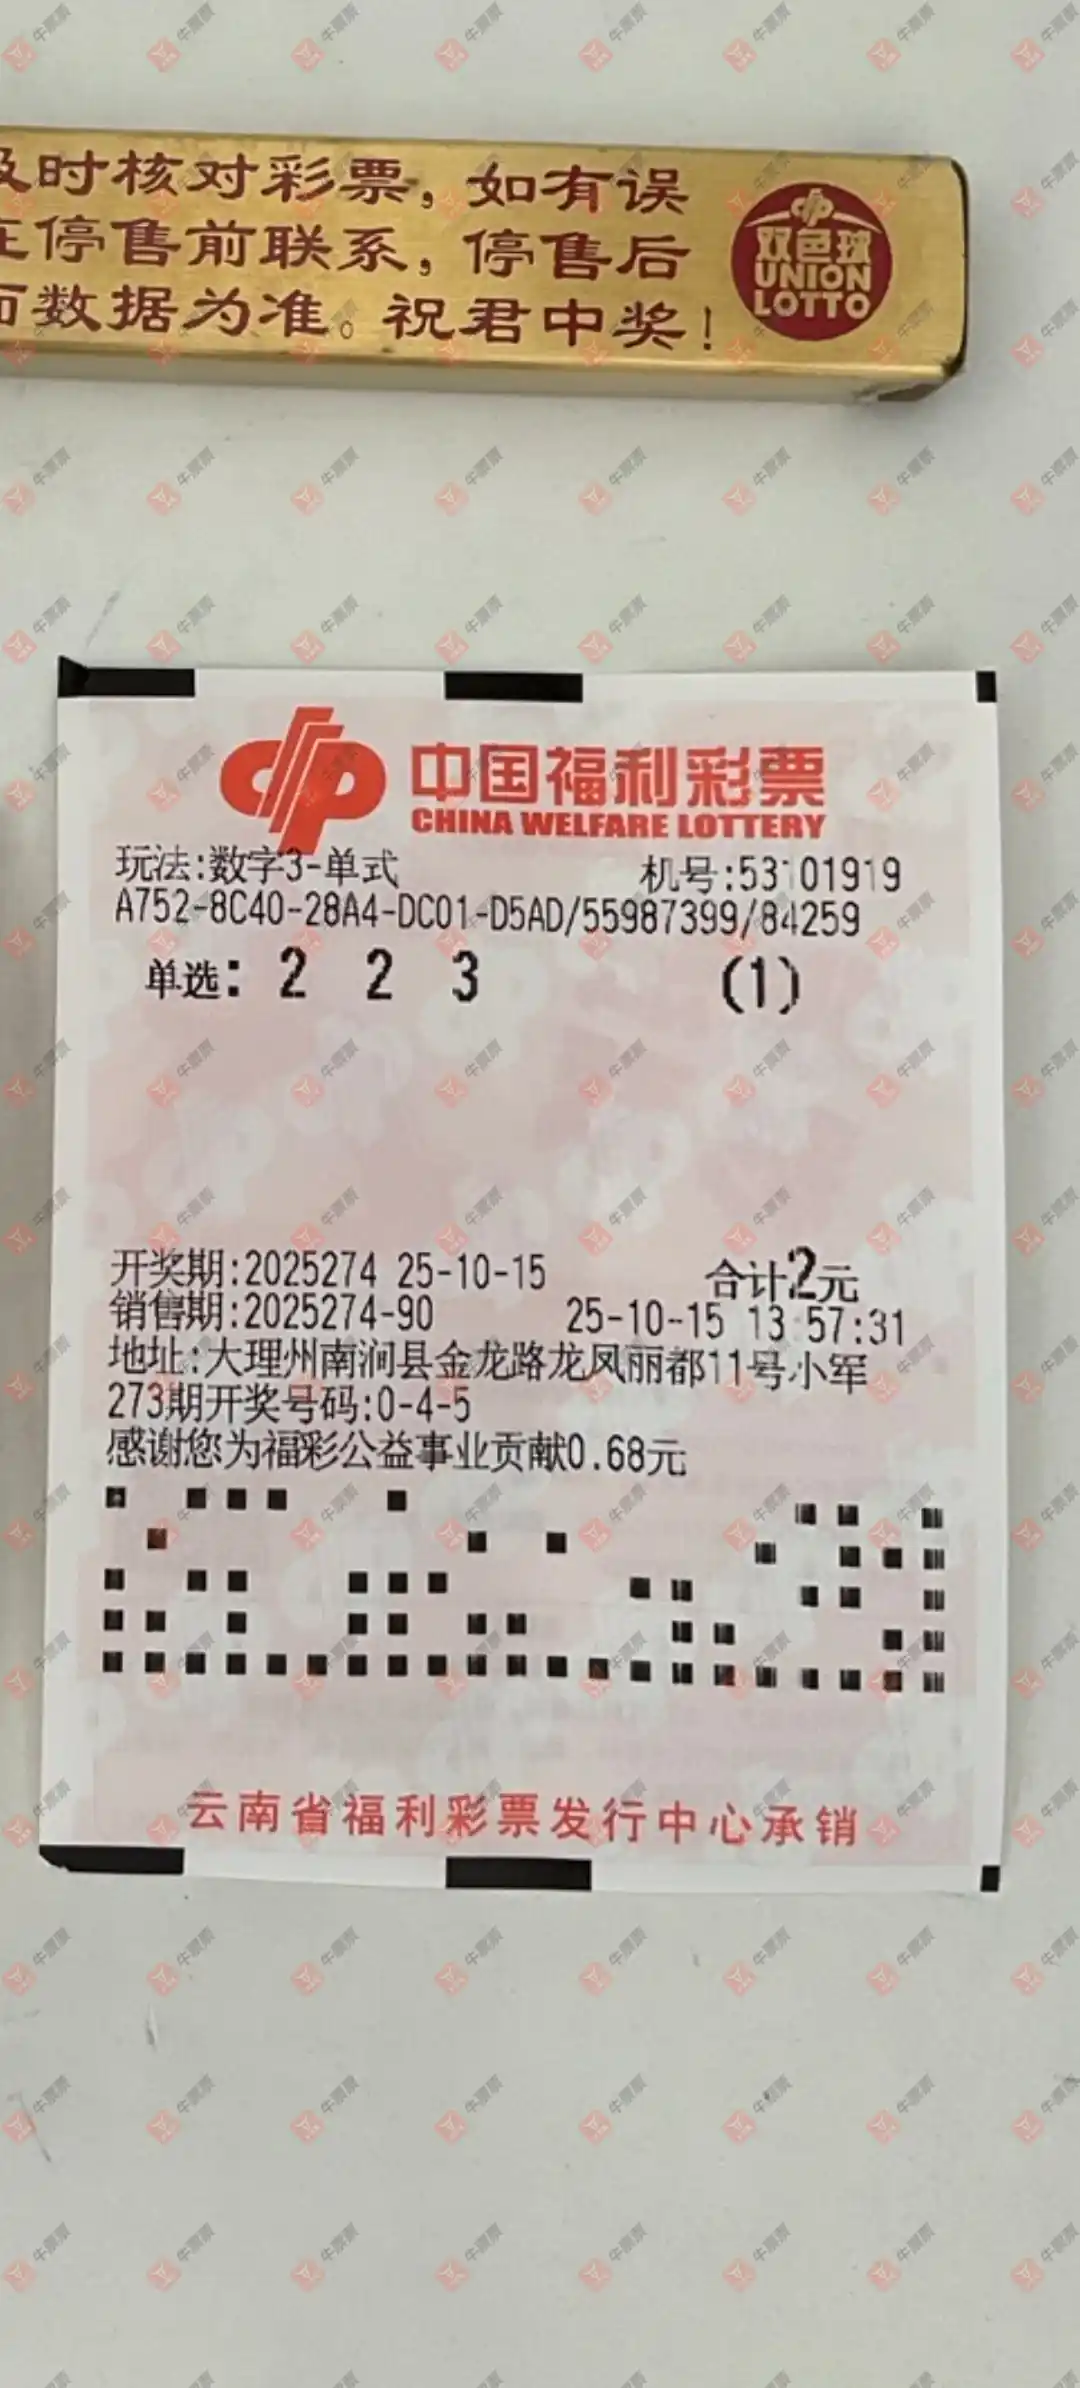 及时核对彩票，如有误
在停售前联系，停售后
数据为准。祝君中奖！
双色球
UNION
LOTTO
中国福利彩票
CHINA WELFARE LOTTERY
玩法:数字3-单式 机号:53101919
A752-8C40-28A4-DC01-D5AD/55987399/84259
单选: 2 2 3 (1)
开奖期:2025274 25-10-15 合计2元
销售期:2025274-90 25-10-15 13:57:31
地址:大理州南涧县金龙路龙凤丽都11号小军
273期开奖号码:0-4-5
感谢您为福彩公益事业贡献0.68元
云南省福利彩票发行中心承销
牛票票